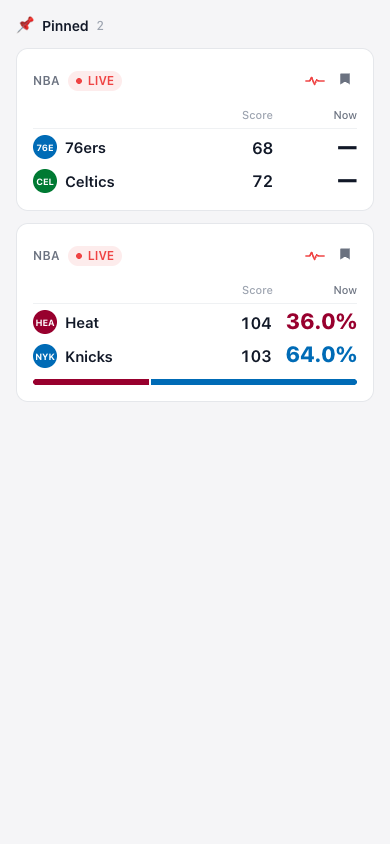 Pinned 2
NBA LIVE
Score Now
76E 76ers 68 —
CEL Celtics 72 —
NBA LIVE
Score Now
HEA Heat 104 36.0%
NYK Knicks 103 64.0%